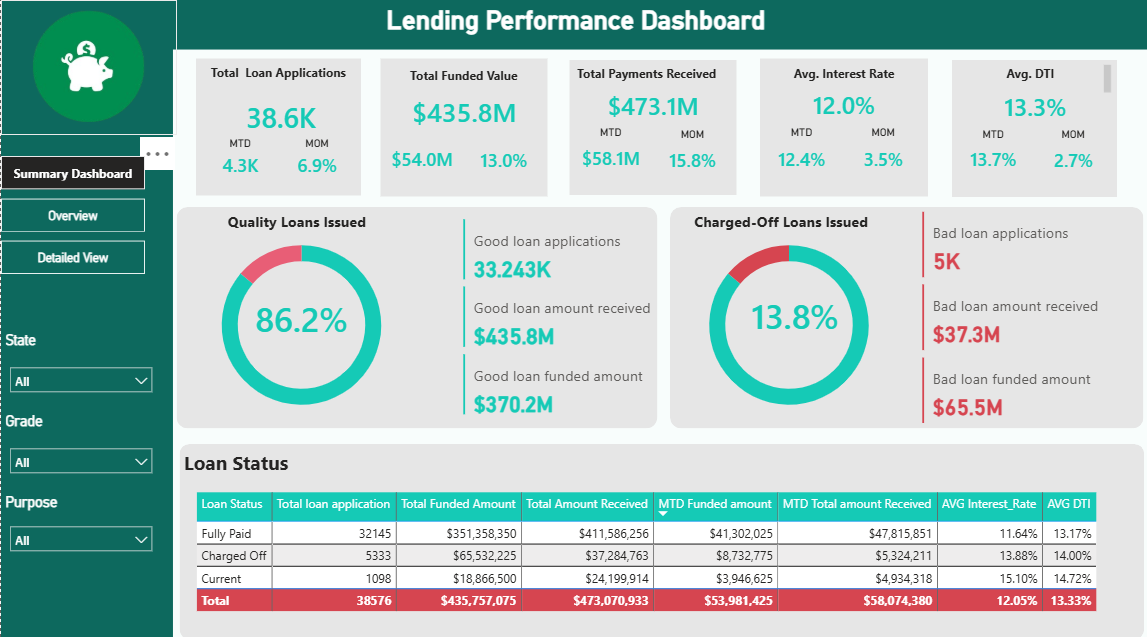 Lending Performance Dashboard
$
Summary Dashboard
Overview
Detailed View
State
All
Grade
All
Purpose
All
Total Loan Applications
38.6K
MTD MOM
4.3K 6.9%
Total Funded Value
$435.8M
$54.0M 13.0%
Total Payments Received
$473.1M
MTD MOM
$58.1M 15.8%
Avg. Interest Rate
12.0%
MTD MOM
12.4% 3.5%
Avg. DTI
13.3%
MTD MOM
13.7% 2.7%
Quality Loans Issued
86.2%
Good loan applications
33.243K
Good loan amount received
$435.8M
Good loan funded amount
$370.2M
Charged-Off Loans Issued
13.8%
Bad loan applications
5K
Bad loan amount received
$37.3M
Bad loan funded amount
$65.5M
Loan Status
Loan Status Total loan application Total Funded Amount Total Amount Received MTD Funded amount MTD Total amount Received AVG Interest_Rate AVG DTI
Fully Paid 32145 $351,358,350 $411,586,256 $41,302,025 $47,815,851 11.64% 13.17%
Charged Off 5333 $65,532,225 $37,284,763 $8,732,775 $5,324,211 13.88% 14.00%
Current 1098 $18,866,500 $24,199,914 $3,946,625 $4,934,318 15.10% 14.72%
Total 38576 $435,757,075 $473,070,933 $53,981,425 $58,074,380 12.05% 13.33%